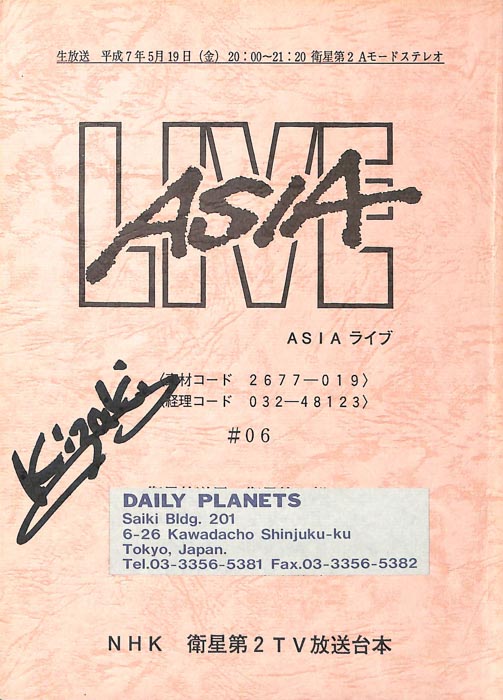 生放送 平成7年5月19日（金）20:00～21:20 衛星第2 Aモードステレオ
LIVE
ASIA
ASIA ライブ
〈素材コード 2677―019〉
〈経理コード 032―48123〉
#06
Kizaki
DAILY PLANETS
Saiki Bldg. 201
6-26 Kawadacho Shinjuku-ku
Tokyo, Japan.
Tel.03-3356-5381 Fax.03-3356-5382
NHK 衛星第2TV放送台本